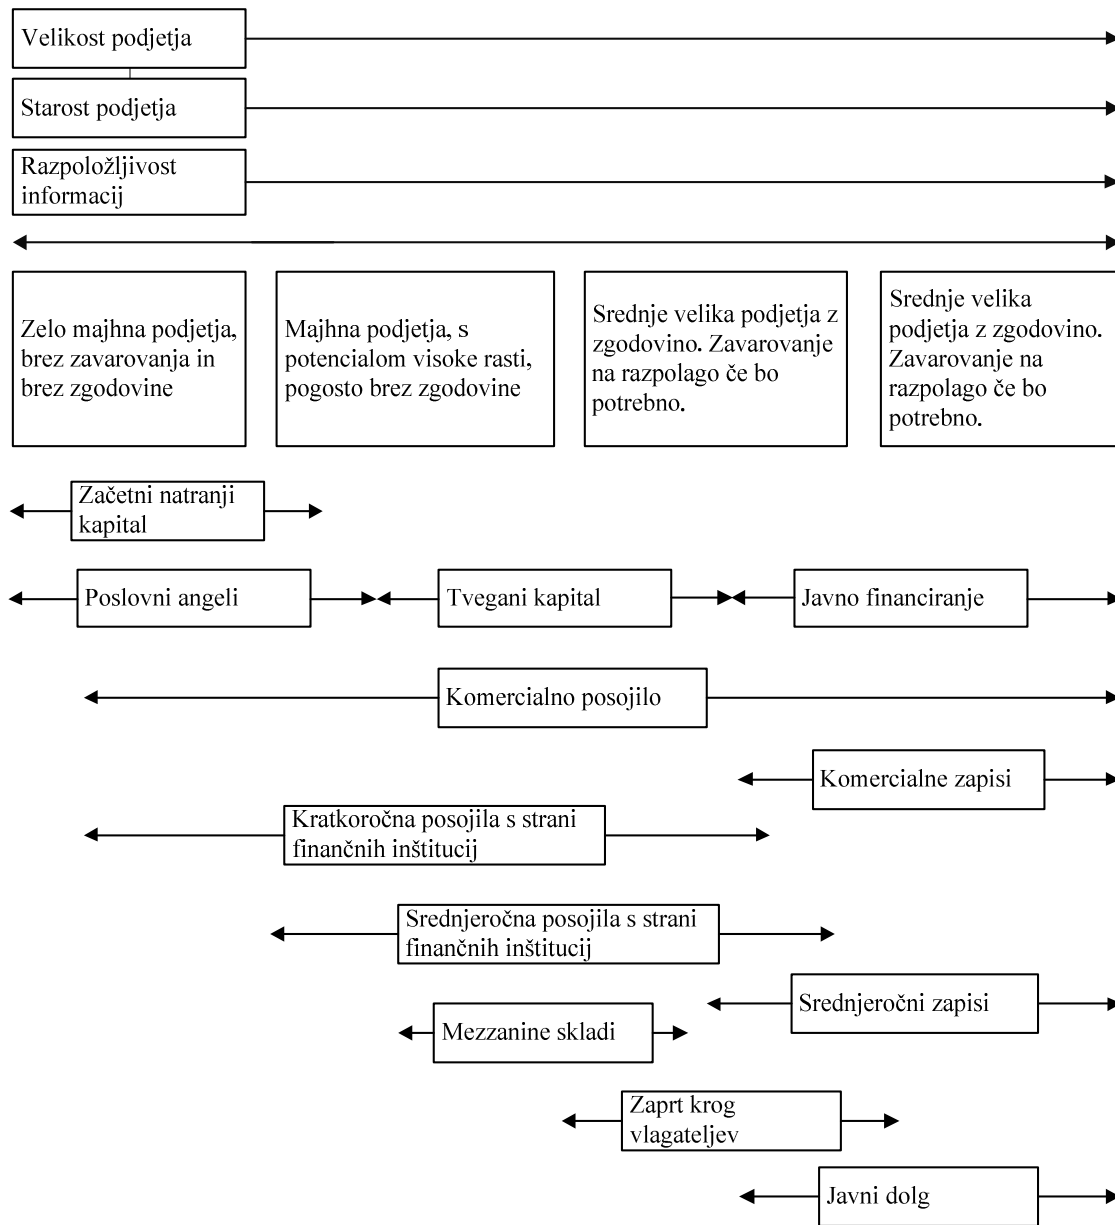 Velikost podjetja
Starost podjetja
Razpoložljivost
informacij
Zelo majhna podjetja,
brez zavarovanja in
brez zgodovine
Majhna podjetja, s
potencialom visoke rasti,
pogosto brez zgodovine
Srednje velika podjetja z
zgodovino. Zavarovanje
na razpolago če bo
potrebno.
Srednje velika
podjetja z zgodovino.
Zavarovanje na
razpolago če bo
potrebno.
Začetni natranji
kapital
Poslovni angeli
Tvegani kapital
Javno financiranje
Komercialno posojilo
Komercialne zapisi
Kratkoročna posojila s strani
finančnih inštitucij
Srednjeročna posojila s strani
finančnih inštitucij
Srednjeročni zapisi
Mezzanine skladi
Zaprt krog
vlagateljev
Javni dolg